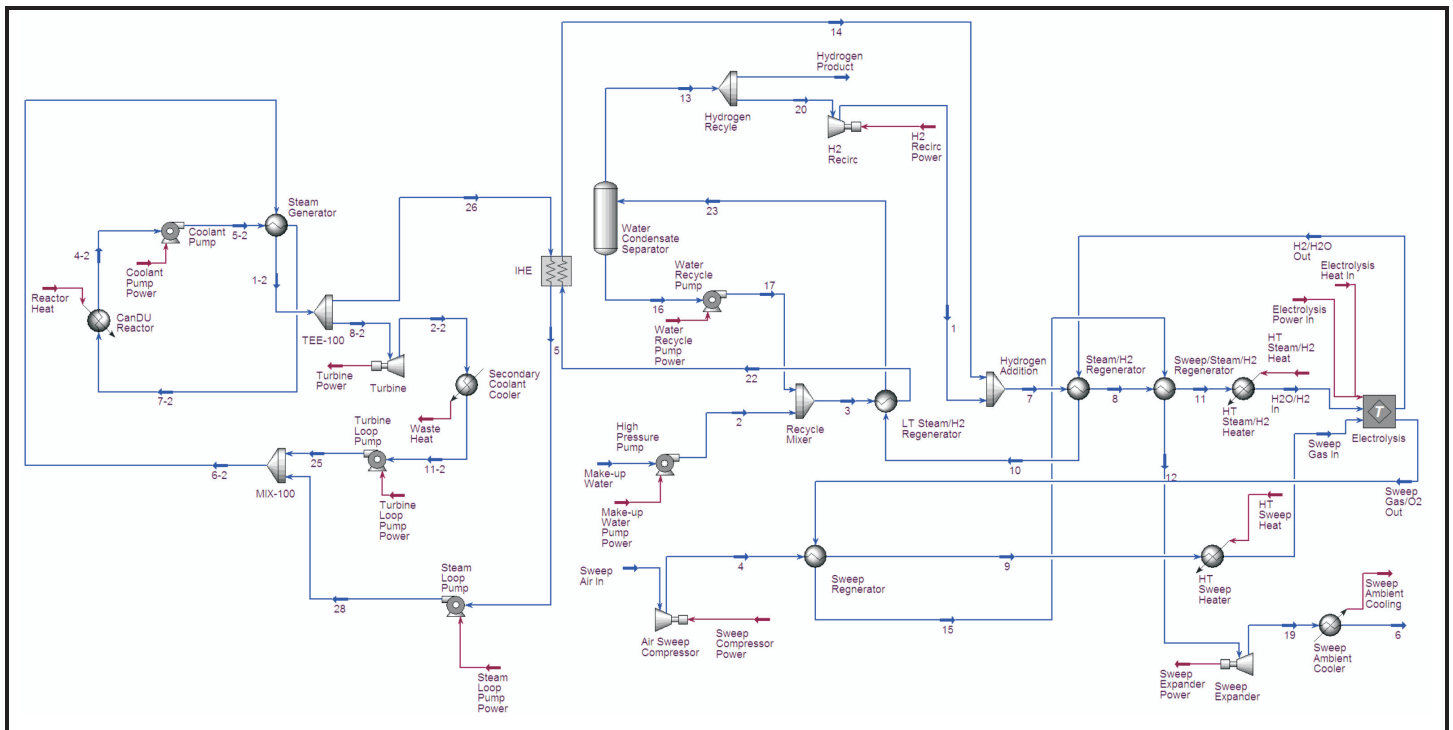 14
Hydrogen
Product
13
20
Hydrogen
Recyle
H2
Recirc
H2
Recirc
Power
26
Steam
Generator
Coolant
Pump
5-2
4-2
Coolant
Pump
Power
1-2
Reactor
Heat
CanDU
Reactor
7-2
TEE-100
8-2
2-2
Turbine
Power
Turbine
Secondary
Coolant
Cooler
Waste
Heat
Turbine
Loop
Pump
25
11-2
6-2
MIX-100
Turbine
Loop
Pump
Power
Steam
Loop
Pump
28
Steam
Loop
Pump
Power
IHE
5
23
Water
Condensate
Separator
Water
Recycle
Pump
16
17
Water
Recycle
Pump
Power
22
1
2
3
Recycle
Mixer
LT Steam/H2
Regenerator
High
Pressure
Pump
Make-up
Water
Make-up
Water
Pump
Power
Hydrogen
Addition
7
Steam/H2
Regenerator
8
Sweep/Steam/H2
Regenerator
11
HT
Steam/H2
Heat
HT
Steam/H2
Heater
H2O/H2
In
H2/H2O
Out
Electrolysis
Heat In
Electrolysis
Power In
T
Electrolysis
Sweep
Gas In
10
12
Sweep
Gas/O2
Out
HT
Sweep
Heat
HT
Sweep
Heater
Sweep
Air In
4
Sweep
Regnerator
9
15
Air Sweep
Compressor
Sweep
Compressor
Power
Sweep
Expander
Power
Sweep
Expander
19
Sweep
Ambient
Cooling
6
Sweep
Ambient
Cooler